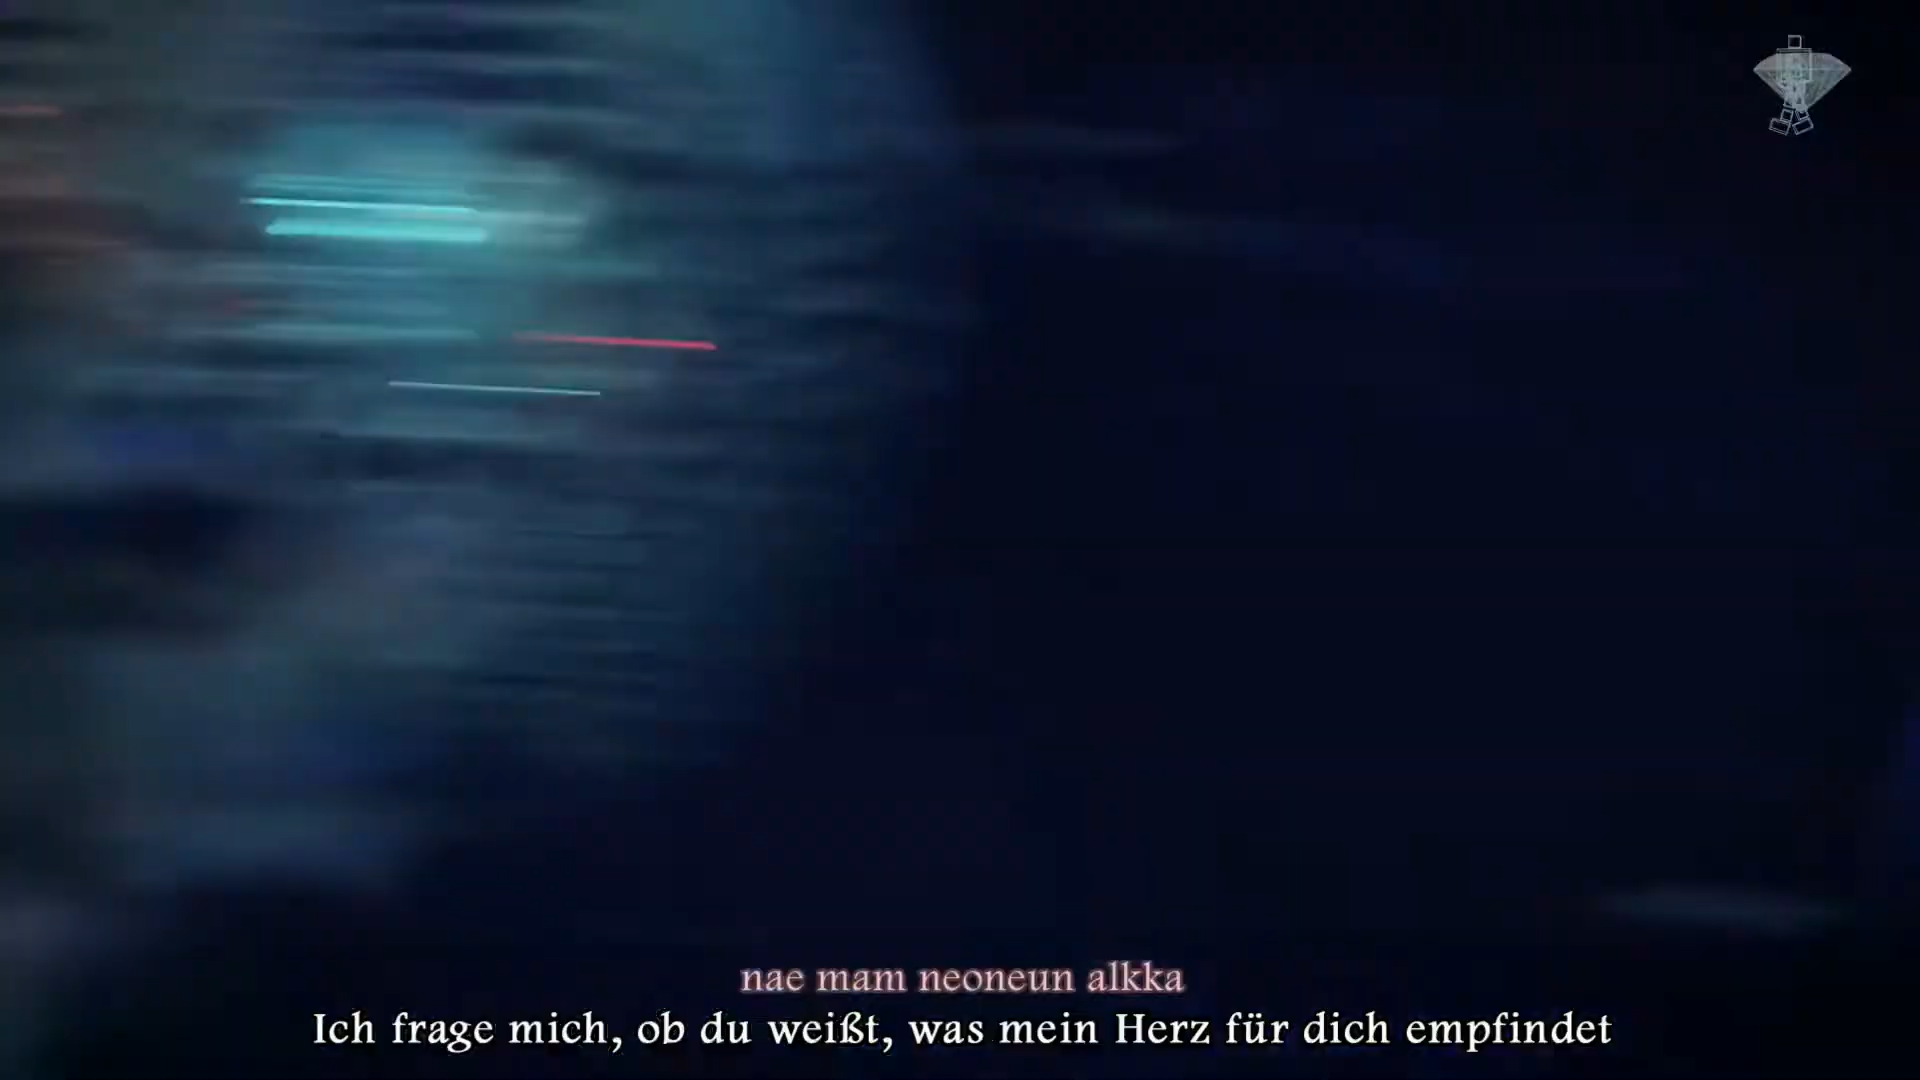 nae mam neoneun alkka
Ich frage mich, ob du weißt, was mein Herz für dich empfindet